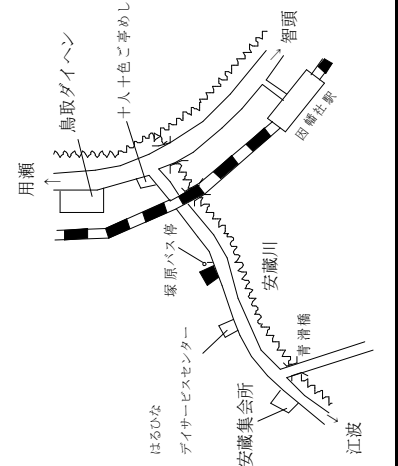 智頭
十人十色ご亭めし
鳥取ダイヘン
用瀬
因幡社駅
塚原バス停
安蔵川
青滑橋
はるひな
デイサービスセンター
安蔵集会所
江波